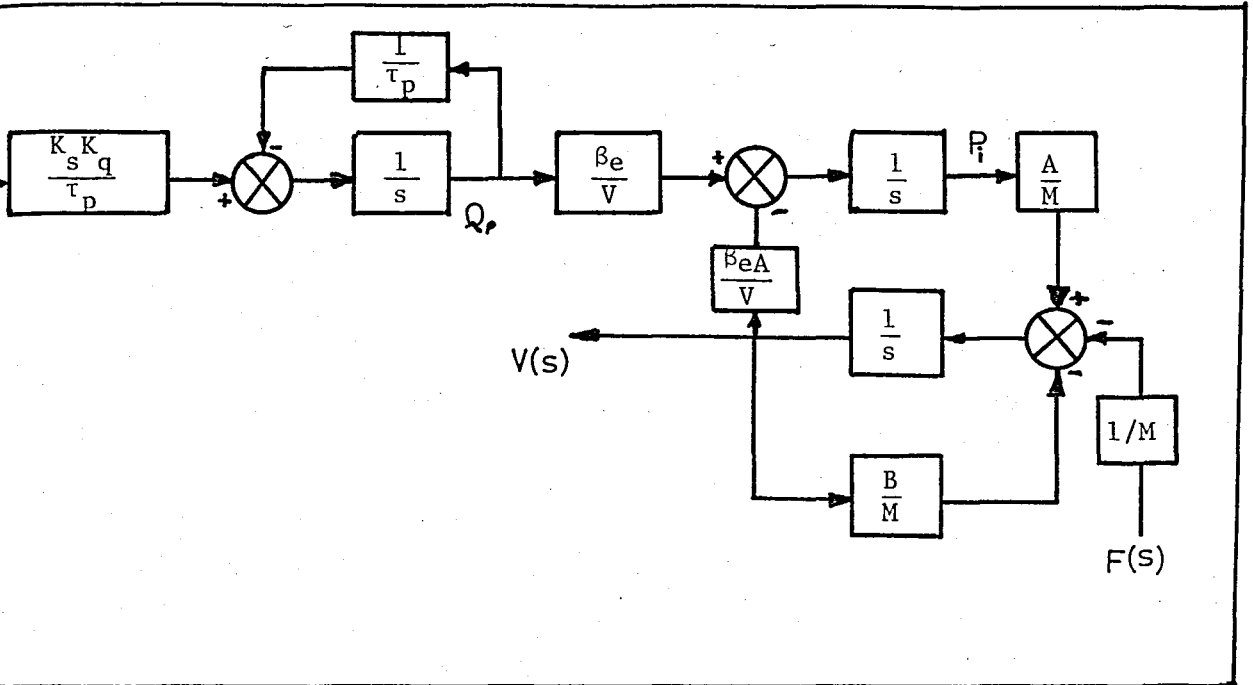 1
τp
-
KsKq
τp
+
1
s
Qp
βe
V
+
-
1
s
Pi
A
M
βeA
V
V(s)
1
s
+
-
-
1/M
B
M
F(s)